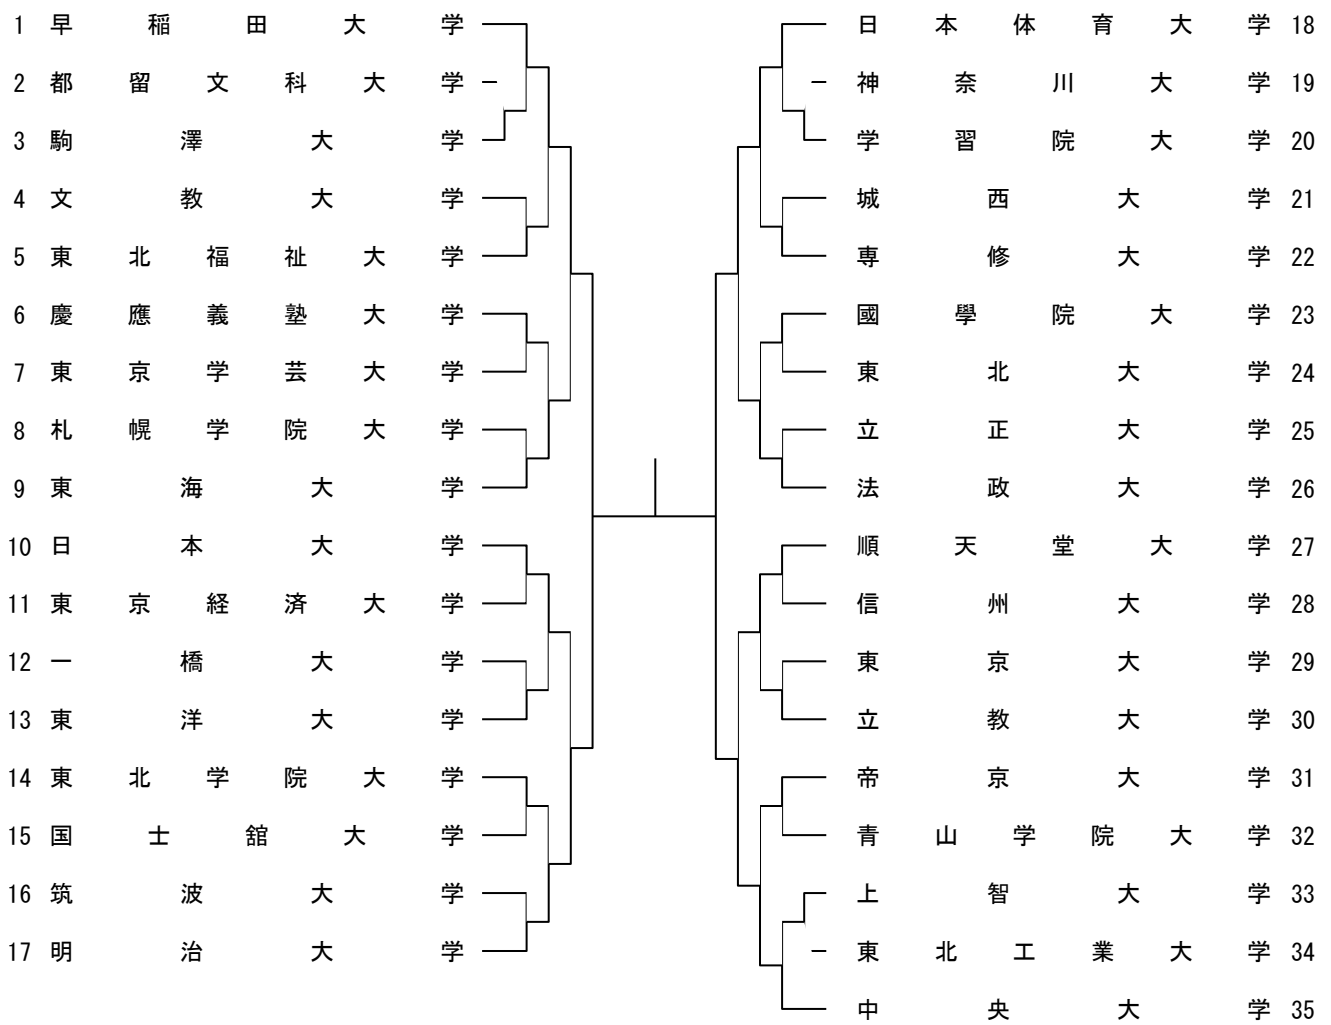 1 早稲田大学
2 都留文科大学
3 駒澤大学
4 文教大学
5 東北福祉大学
6 慶應義塾大学
7 東京学芸大学
8 札幌学院大学
9 東海大学
10 日本大学
11 東京経済大学
12 一橋大学
13 東洋大学
14 東北学院大学
15 国士舘大学
16 筑波大学
17 明治大学
日本体育大学 18
神奈川大学 19
学習院大学 20
城西大学 21
専修大学 22
國學院大学 23
東北大学 24
立正大学 25
法政大学 26
順天堂大学 27
信州大学 28
東京大学 29
立教大学 30
帝京大学 31
青山学院大学 32
上智大学 33
東北工業大学 34
中央大学 35